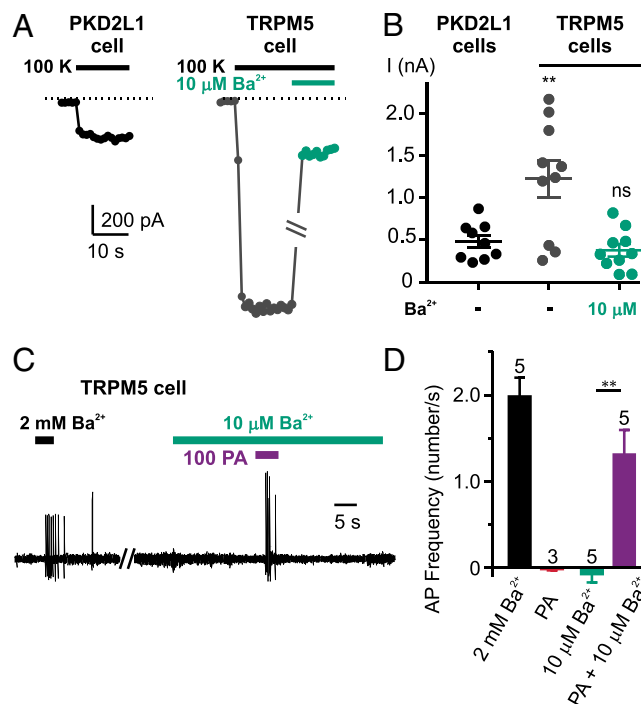 A
PKD2L1
cell
TRPM5
cell
100 K
100 K
10 μM Ba²⁺
200 pA
10 s
B
PKD2L1
cells
TRPM5
cells
I (nA)
**
ns
2.0
1.5
1.0
0.5
0
Ba²⁺
-
-
10 μM
C
TRPM5 cell
2 mM Ba²⁺
10 μM Ba²⁺
100 PA
5 s
D
AP Frequency (number/s)
2.0
1.0
0
5
3
5
**
5
2 mM Ba²⁺
PA
10 μM Ba²⁺
PA + 10 μM Ba²⁺